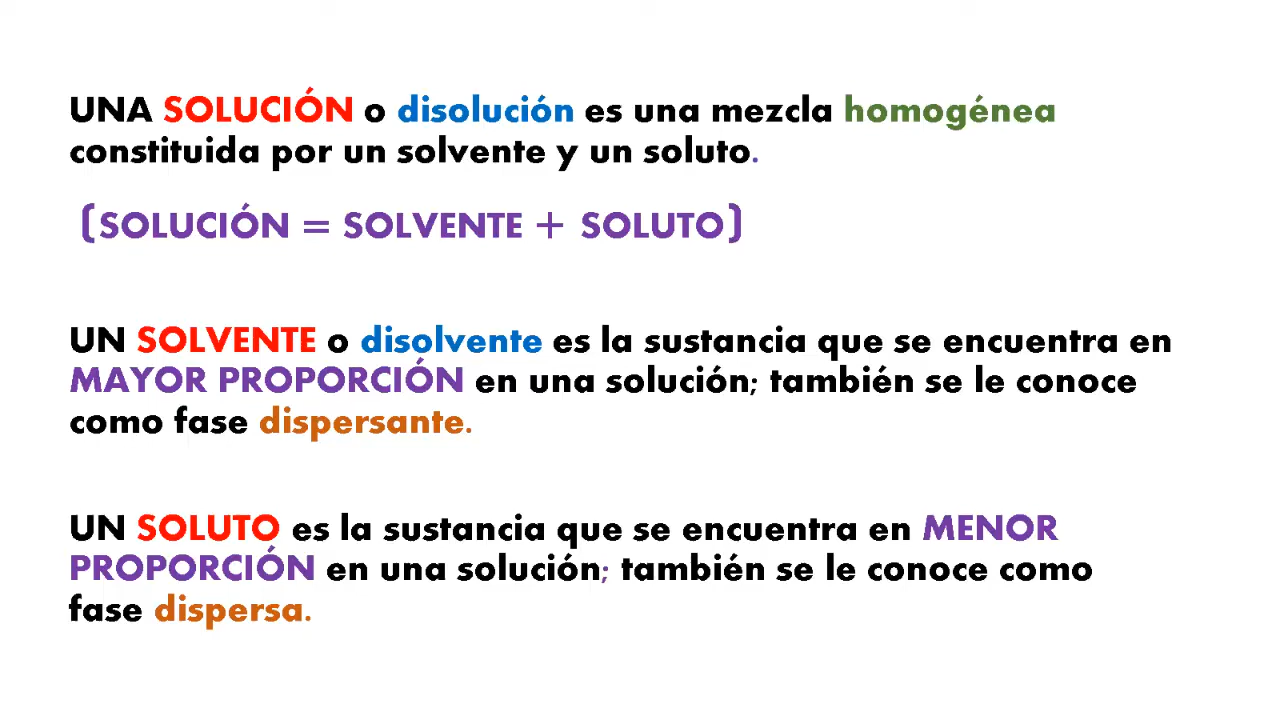 UNA SOLUCIÓN o disolución es una mezcla homogénea
constituida por un solvente y un soluto.
(SOLUCIÓN = SOLVENTE + SOLUTO)
UN SOLVENTE o disolvente es la sustancia que se encuentra en
MAYOR PROPORCIÓN en una solución; también se le conoce
como fase dispersante.
UN SOLUTO es la sustancia que se encuentra en MENOR
PROPORCIÓN en una solución; también se le conoce como
fase dispersa.